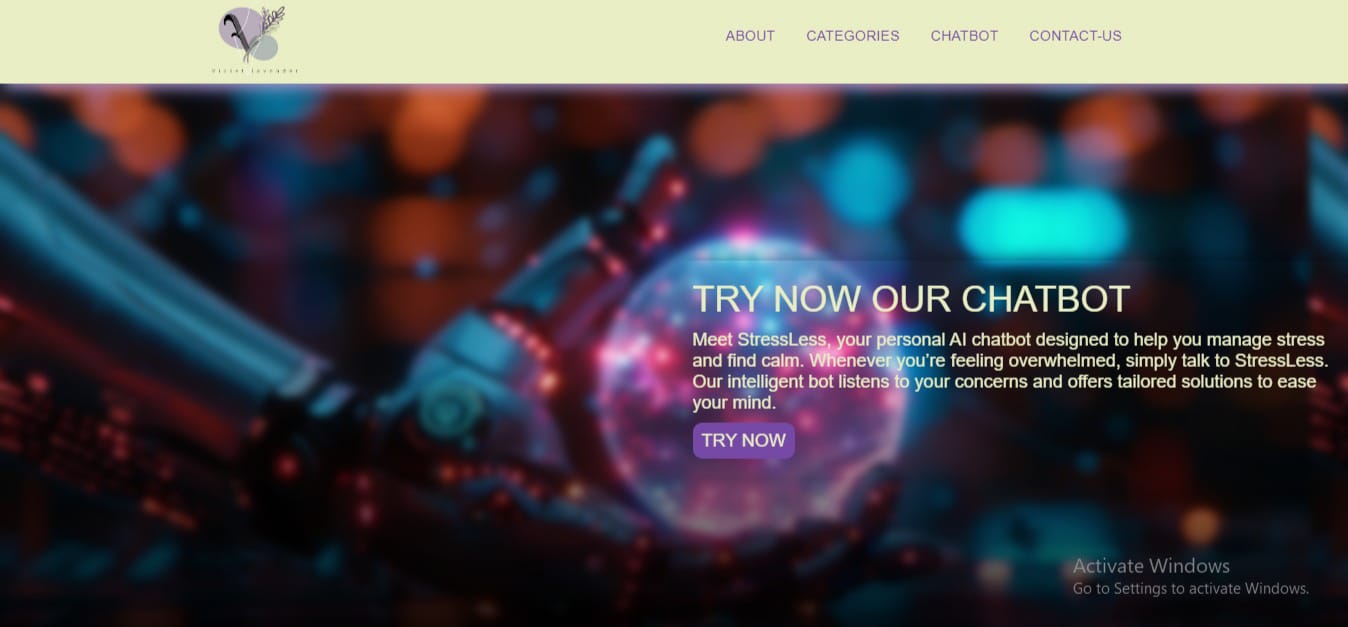 ABOUT CATEGORIES CHATBOT CONTACT-US
TRY NOW OUR CHATBOT
Meet StressLess, your personal AI chatbot designed to help you manage stress
and find calm. Whenever you're feeling overwhelmed, simply talk to StressLess.
Our intelligent bot listens to your concerns and offers tailored solutions to ease
your mind.
TRY NOW
Activate Windows
Go to Settings to activate Windows.